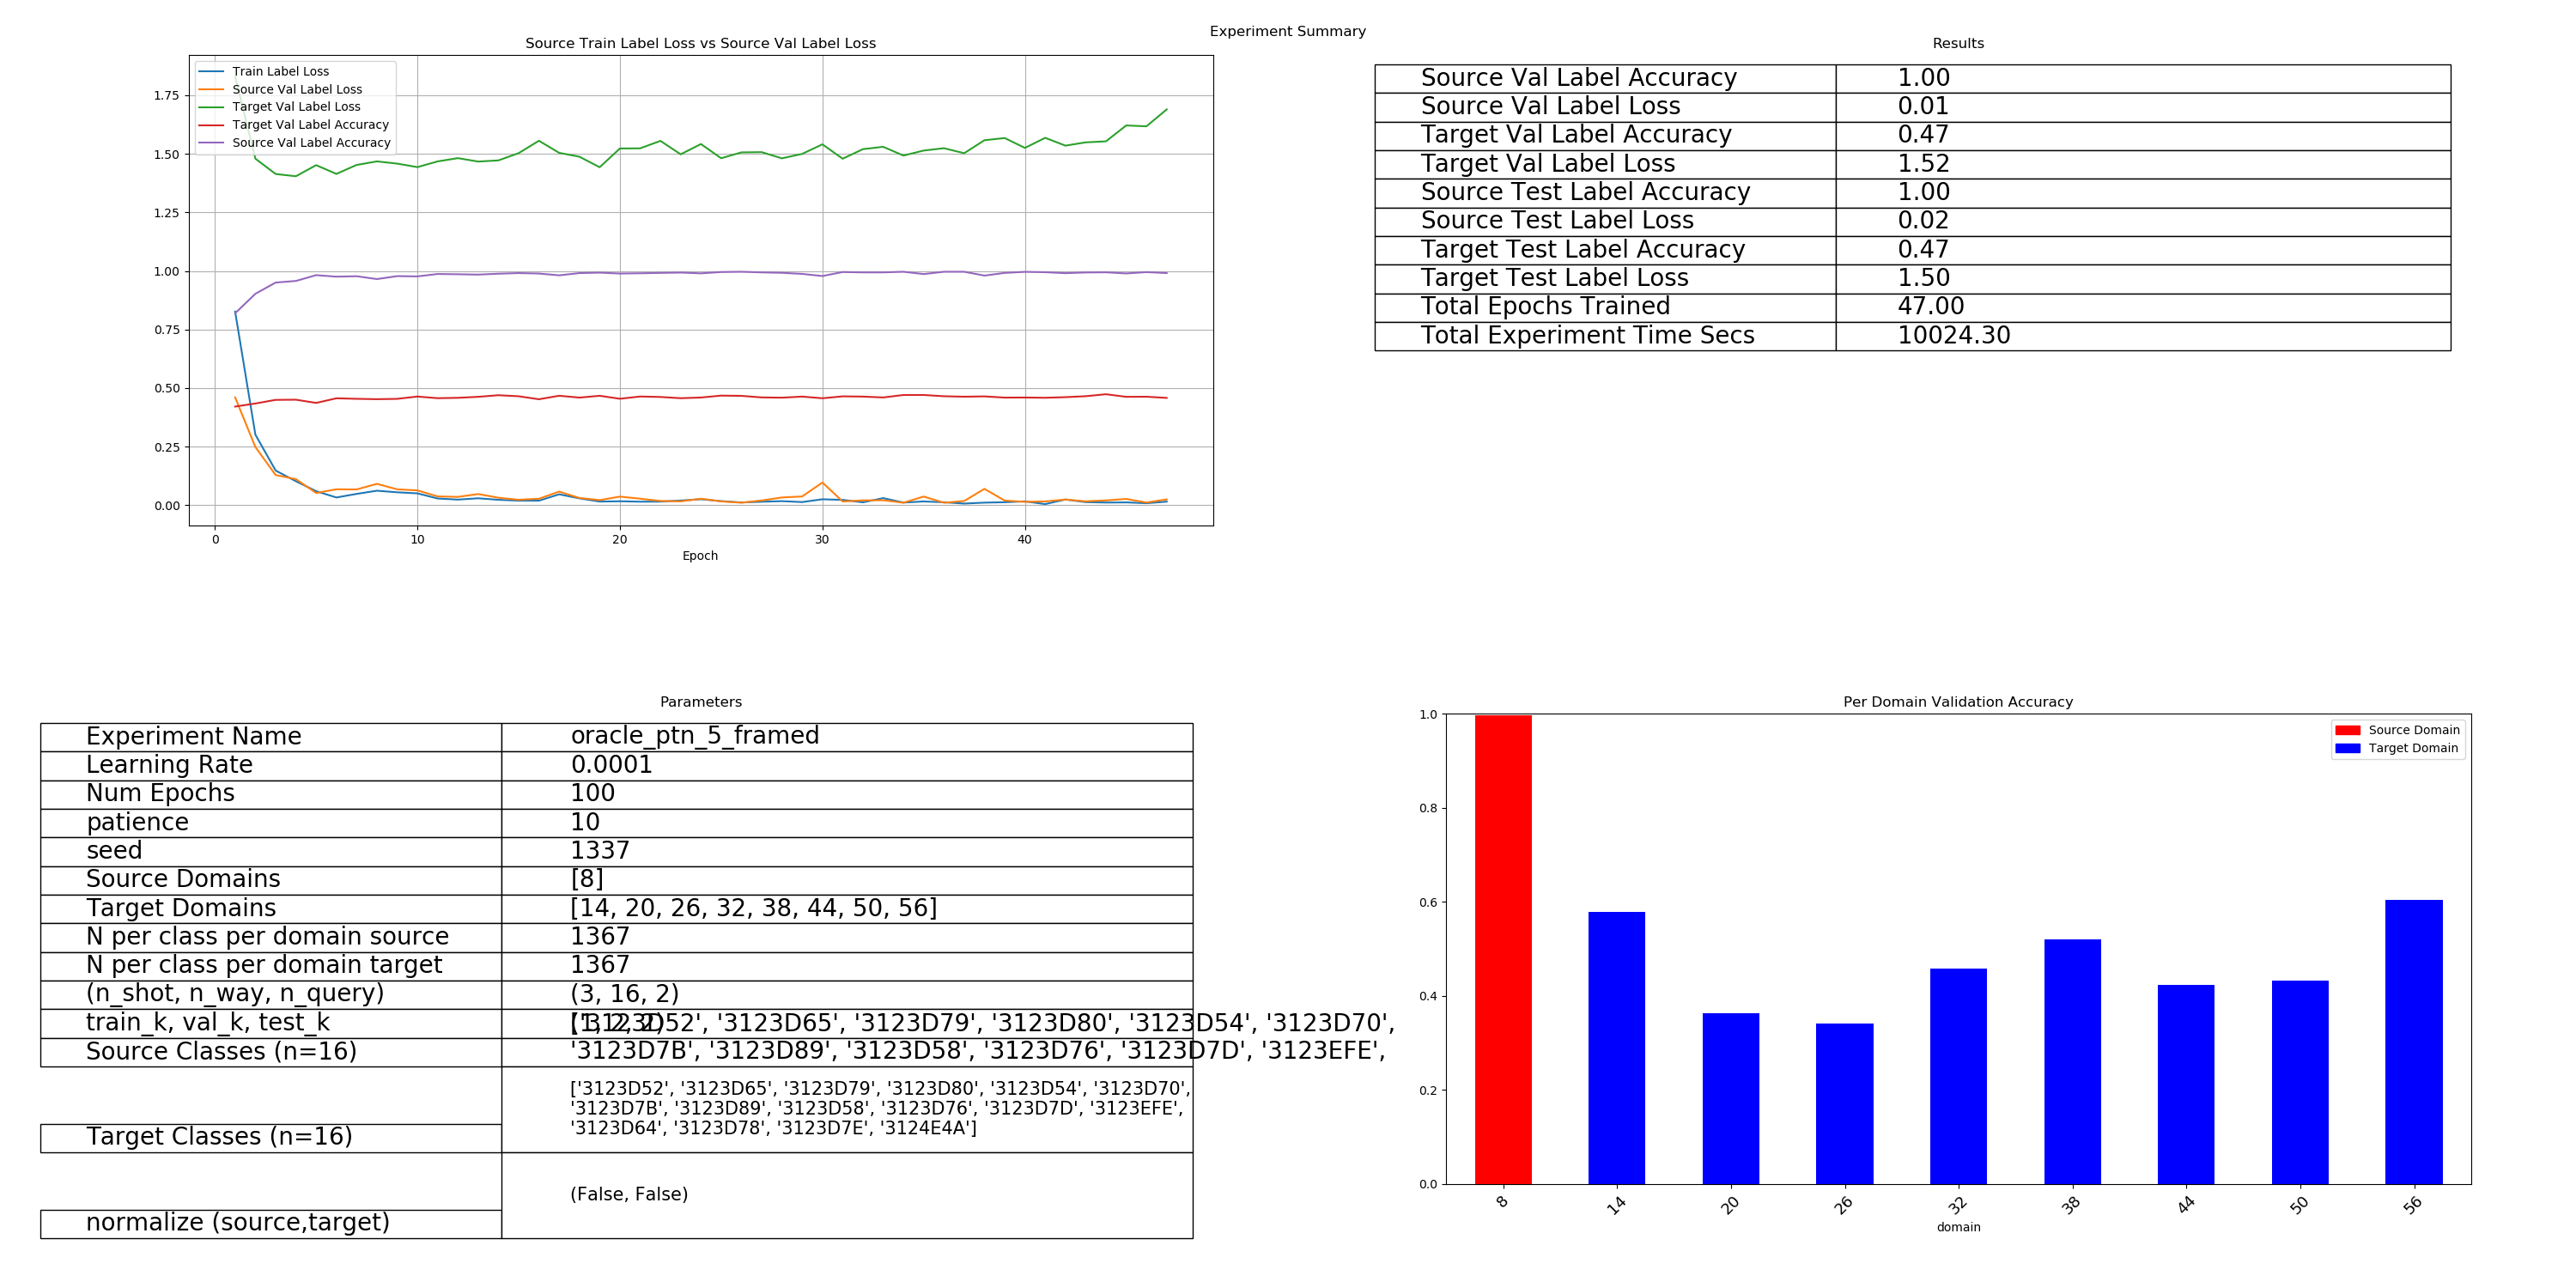 Experiment Summary
Source Train Label Loss vs Source Val Label Loss
Train Label Loss
Source Val Label Loss
Target Val Label Loss
Target Val Label Accuracy
Source Val Label Accuracy
1.75
1.50
1.25
1.00
0.75
0.50
0.25
0.00
0 10 20 30 40
Epoch
Results
Source Val Label Accuracy 1.00
Source Val Label Loss 0.01
Target Val Label Accuracy 0.47
Target Val Label Loss 1.52
Source Test Label Accuracy 1.00
Source Test Label Loss 0.02
Target Test Label Accuracy 0.47
Target Test Label Loss 1.50
Total Epochs Trained 47.00
Total Experiment Time Secs 10024.30
Parameters
Experiment Name oracle_ptn_5_framed
Learning Rate 0.0001
Num Epochs 100
patience 10
seed 1337
Source Domains [8]
Target Domains [14, 20, 26, 32, 38, 44, 50, 56]
N per class per domain source 1367
N per class per domain target 1367
(n_shot, n_way, n_query) (3, 16, 2)
train_k, val_k, test_k '3123D65', '3123D79', '3123D80', '3123D54', '3123D70',
Source Classes (n=16) '3123D7B', '3123D89', '3123D58', '3123D76', '3123D7D', '3123EFE',
['3123D52', '3123D65', '3123D79', '3123D80', '3123D54', '3123D70',
'3123D7B', '3123D89', '3123D58', '3123D76', '3123D7D', '3123EFE',
'3123D64', '3123D78', '3123D7E', '3124E4A']
Target Classes (n=16)
(False, False)
normalize (source,target)
Per Domain Validation Accuracy
Source Domain
Target Domain
1.0
0.8
0.6
0.4
0.2
0.0
8 14 20 26 32 38 44 50 56
domain